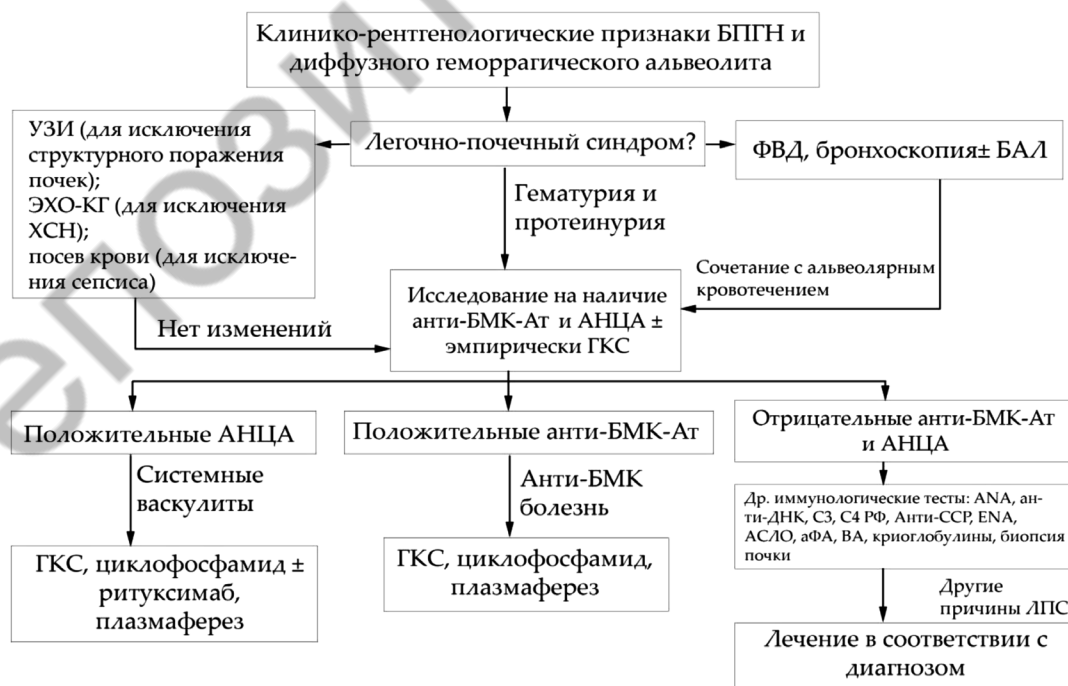 Клинико-рентгенологические признаки БПГН и
диффузного геморрагического альвеолита
УЗИ (для исключения
структурного поражения
почек);
ЭХО-КГ (для исключения
ХСН);
посев крови (для исключе-
ния сепсиса)
Легочно-почечный синдром?
ФВД, бронхоскопия± БАЛ
Гематурия и
протеинурия
Сочетание с альвеолярным
кровотечением
Нет изменений
Исследование на наличие
анти-БМК-Ат и АНЦА ±
эмпирически ГКС
Положительные АНЦА
Положительные анти-БМК-Ат
Отрицательные анти-БМК-Ат
и АНЦА
Системные
васкулиты
Анти-БМК
болезнь
Др. иммунологические тесты: ANA, ан-
ти-ДНК, С3, С4 РФ, Анти-ССР, ENA,
АСЛО, аФА, ВА, криоглобулины, биопсия
почки
ГКС, циклофосфамид ±
ритуксимаб,
плазмаферез
ГКС, циклофосфамид,
плазмаферез
Другие
причины ЛПС
Лечение в соответствии с
диагнозом